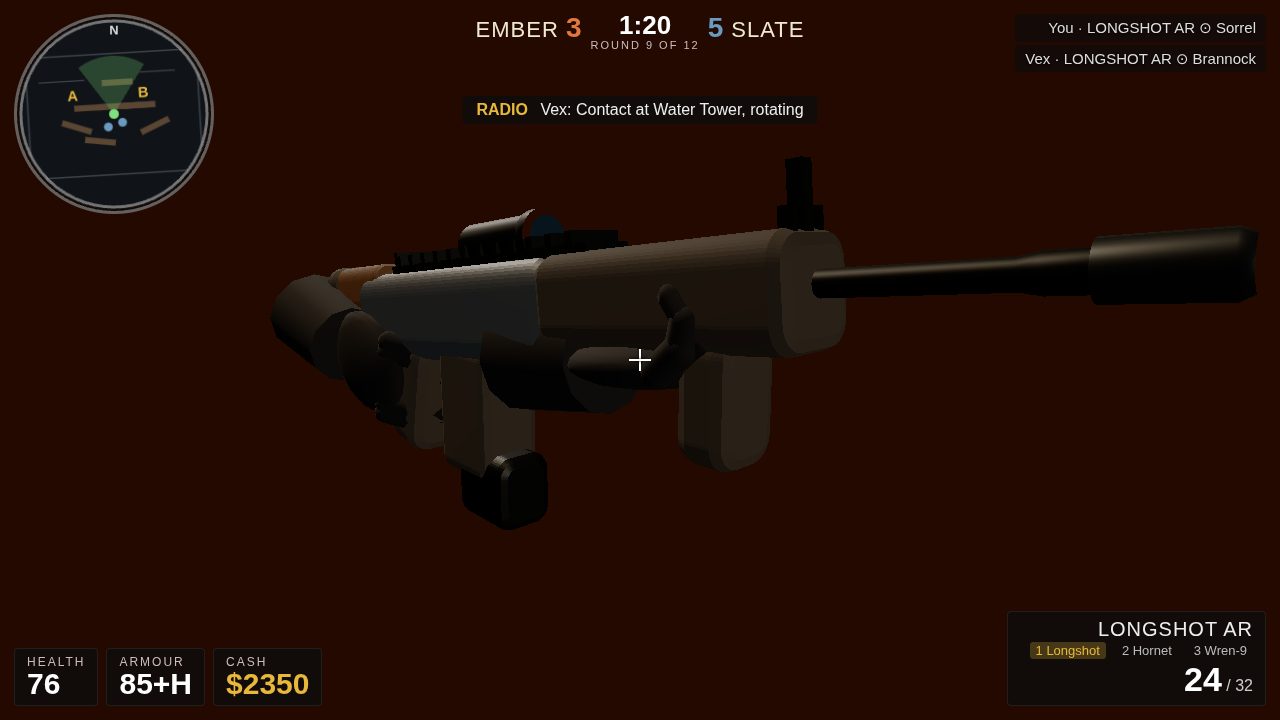 N
A
B
EMBER 3 1:20 5 SLATE
ROUND 9 OF 12
You · LONGSHOT AR ⊙ Sorrel
Vex · LONGSHOT AR ⊙ Brannock
RADIO Vex: Contact at Water Tower, rotating
HEALTH
76
ARMOUR
85+H
CASH
$2350
LONGSHOT AR
1 Longshot 2 Hornet 3 Wren-9
24 / 32